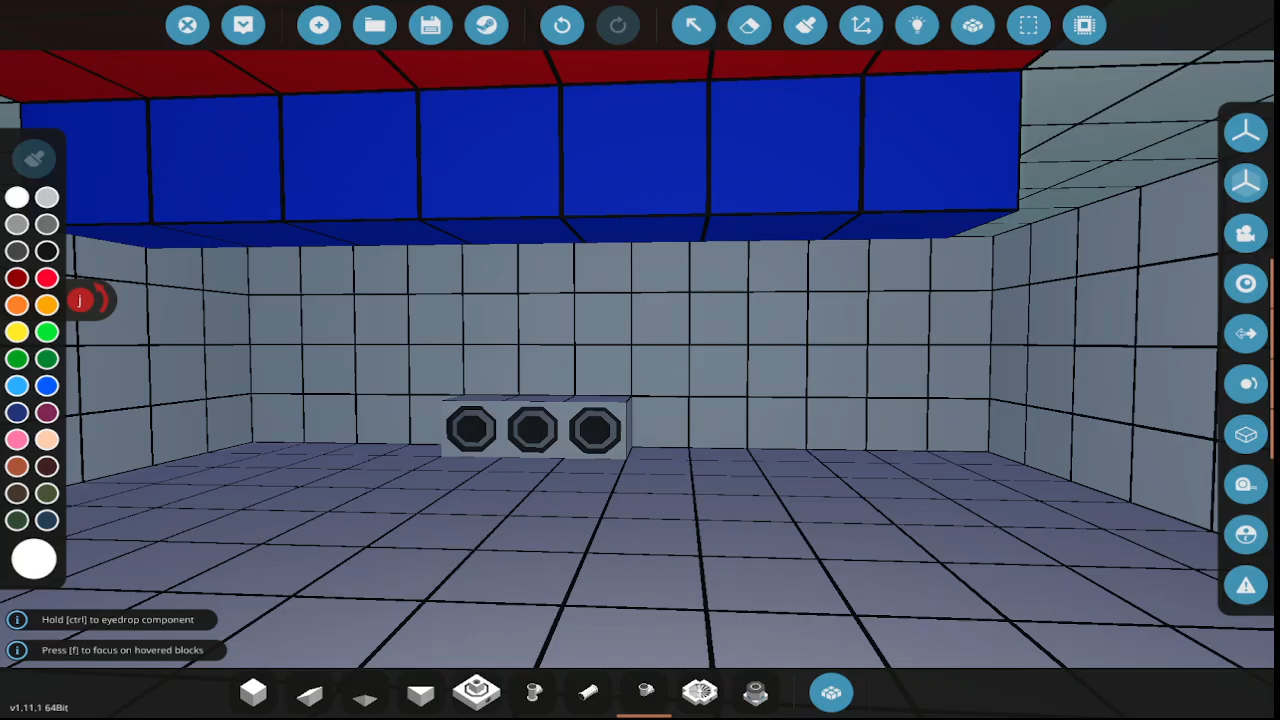 j
Hold [ctrl] to eyedrop component
Press [f] to focus on hovered blocks
v1.11.1 64Bit